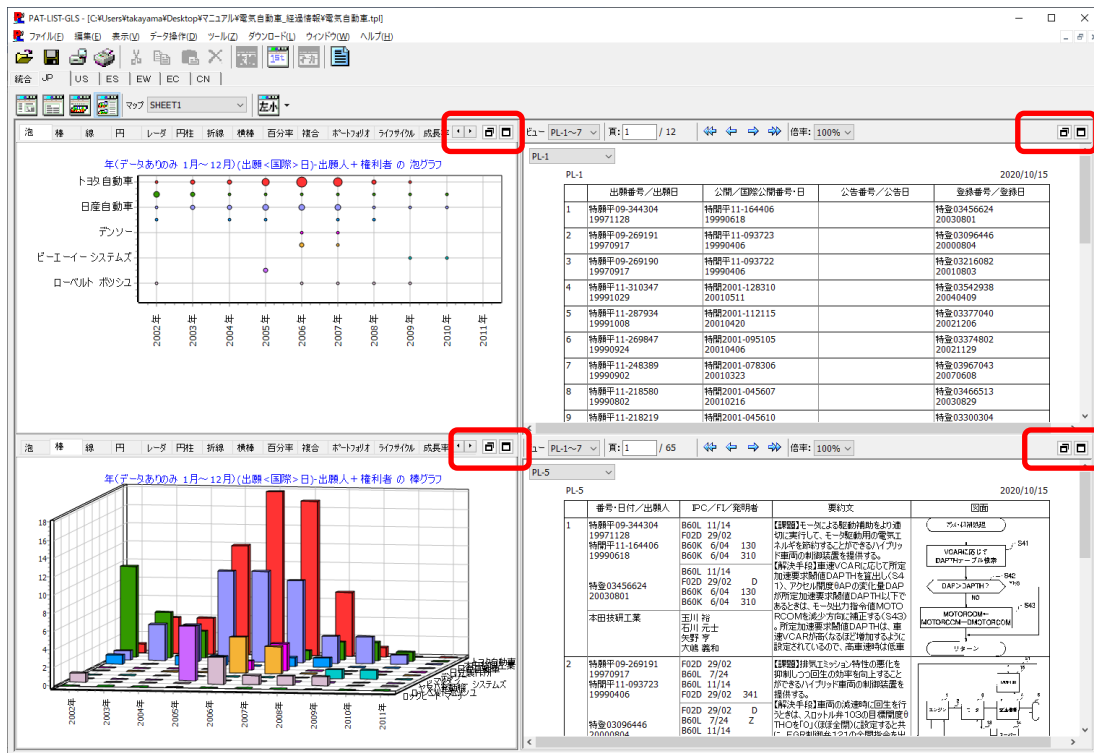 PAT-LIST-GLS - [C:¥Users¥takayama¥Desktop¥マニュアル¥電気自動車_経過情報¥電気自動車.tpl]
ファイル(F) 編集(E) 表示(V) データ操作(D) ツール(Z) ダウンロード(L) ウィンドウ(W) ヘルプ(H)
統合 JP US ES EW EC CN
マップ SHEET1 左小
泡 棒 線 円 レーダ 円柱 折線 横棒 百分率 複合 ポートフォリオ ライフサイクル 成長率
年(データありのみ 1月～12月)(出願<国際>日)-出願人+権利者 の 泡グラフ
トヨタ自動車
日産自動車
デンソー
ビーエーイー システムズ
ローベルト ボッシュ
2002年 2003年 2004年 2005年 2006年 2007年 2008年 2009年 2010年 2011年
ビュー PL-1～7 頁: 1 / 12 倍率: 100%
PL-1
PL-1 2020/10/15
出願番号／出願日 公開／国際公開番号・日 公告番号／公告日 登録番号／登録日
1 特願平09-344304 特開平11-164406 特登03456624
19971128 19990618 20030801
2 特願平09-269191 特開平11-093723 特登03096446
19970917 19990406 20000804
3 特願平09-269190 特開平11-093722 特登03216082
19970917 19990406 20010803
4 特願平11-310347 特開2001-128310 特登03542938
19991029 20010511 20040409
5 特願平11-287934 特開2001-112115 特登03377040
19991008 20010420 20021206
6 特願平11-269847 特開2001-095105 特登03374802
19990924 20010406 20021129
7 特願平11-248389 特開2001-078306 特登03967043
19990902 20010323 20070608
8 特願平11-218580 特開2001-045607 特登03466513
19990802 20010216 20030829
9 特願平11-218219 特開2001-045610 特登03300304
泡 棒 線 円 レーダ 円柱 折線 横棒 百分率 複合 ポートフォリオ ライフサイクル 成長率
年(データありのみ 1月～12月)(出願<国際>日)-出願人+権利者 の 棒グラフ
18
16
14
12
10
8
6
4
2
0
2002年 2003年 2004年 2005年 2006年 2007年 2008年 2009年 2010年 2011年
ビュー PL-1～7 頁: 1 / 65 倍率: 100%
PL-5
PL-5 2020/10/15
番号・日付／出願人 IPC／FI／発明者 要約文 図面
1 特願平09-344304
19971128
特開平11-164406
19990618
特登03456624
20030801
本田技研工業
B60L 11/14
F02D 29/02
B60K 6/04 130
B60K 6/04 310
B60L 11/14
F02D 29/02 D
B60K 6/04 130
B60K 6/04 310
玉川 裕
石川 元士
矢野 亨
大嶋 義和
【課題】モータによる駆動補助をより適
切に実行して、モータ駆動用の電気エ
ネルギを節約することができるハイブリッ
ド車両の制御装置を提供する。
【解決手段】車速VCARに応じて所定
加速要求閾値DAPTHを算出し(S4
1)、アクセル開度θAPの変化量DAP
が所定加速要求閾値DAPTH以下で
あるときは、モータ出力指令値MOTO
RCOMを減少方向に補正する(S43)
。所定加速要求閾値DAPTHは、車
速VCARが高くなるほど増加するように
設定されているので、高車速時は低車
S41
VCARに応じて
DAPTHテーブル検索
S42
DAP>DAPTH?
NO
S43
MOTORCOM←
MOTORCOM－DMOTORCOM
リターン
2 特願平09-269191
19970917
特開平11-093723
19990406
特登03096446
20000804
F02D 29/02
B60L 7/24
B60L 11/14
F02D 29/02 341
F02D 29/02 D
B60L 7/24 Z
B60L 11/14
【課題】排気エミッション特性の悪化を
抑制しつつ回生の効率を向上すること
ができるハイブリッド車両の制御装置を
提供する。
【解決手段】車両の減速時に回生を行
うときは、スロットル弁103の目標開度θ
THOを「0」(ほぼ全閉)に設定すると共
に、EGR制御弁121の全開指令を出
エンジン